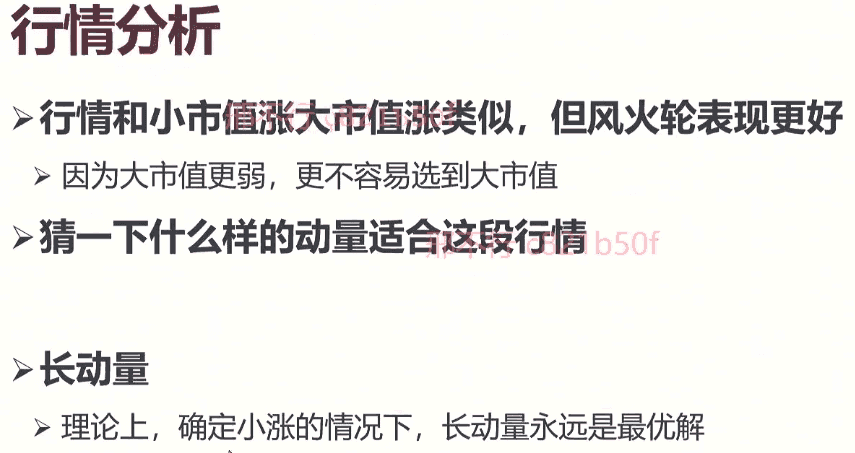 行情分析
行情和小市值涨大市值涨类似，但风火轮表现更好
因为大市值更弱，更不容易选到大市值
猜一下什么样的动量适合这段行情
邢不行 c821b50f
长动量
理论上，确定小涨的情况下，长动量永远是最优解